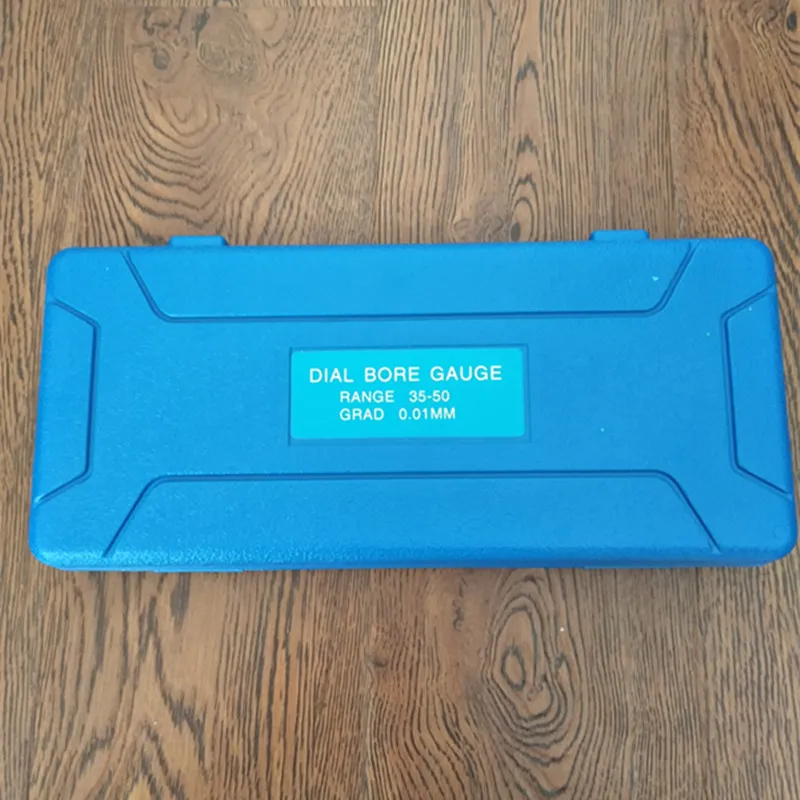 DIAL BORE GAUGE
RANGE 35-50
GRAD 0.01MM